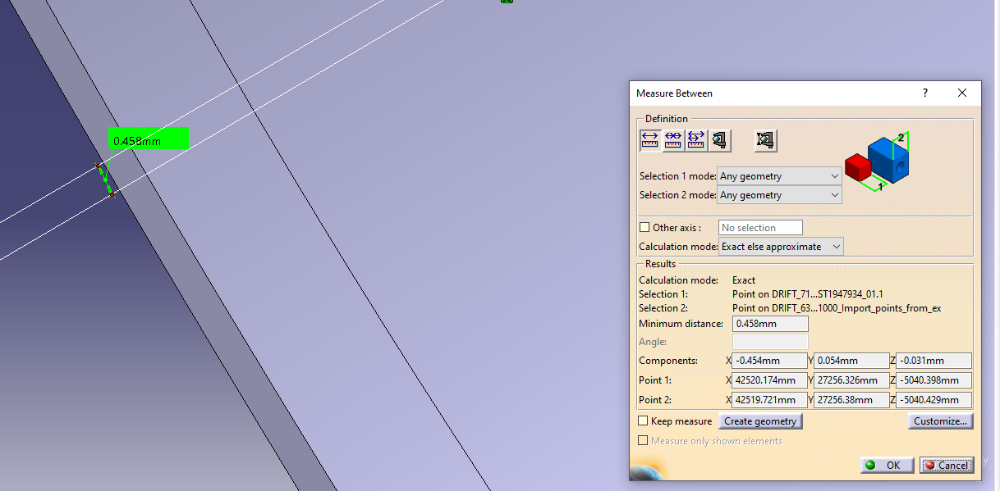 0.458mm
Measure Between
?
Definition
2
1
Selection 1 mode: Any geometry
Selection 2 mode: Any geometry
Other axis : No selection
Calculation mode: Exact else approximate
Results
Calculation mode: Exact
Selection 1: Point on DRIFT_71...ST1947934_01.1
Selection 2: Point on DRIFT_63...1000_Import_points_from_ex
Minimum distance: 0.458mm
Angle:
Components: X -0.454mm Y 0.054mm Z -0.031mm
Point 1: X 42520.174mm Y 27256.326mm Z -5040.398mm
Point 2: X 42519.721mm Y 27256.38mm Z -5040.429mm
Keep measure Create geometry Customize...
Measure only shown elements
OK Cancel
y